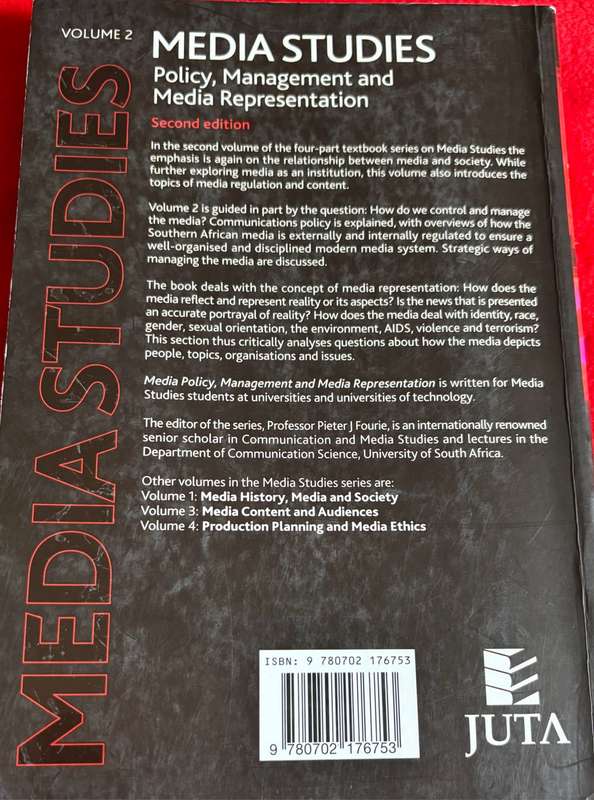 VOLUME 2
MEDIA STUDIES
Policy, Management and
Media Representation
Second edition
In the second volume of the four-part textbook series on Media Studies the
emphasis is again on the relationship between media and society. While
further exploring media as an institution, this volume also introduces the
topics of media regulation and content.
Volume 2 is guided in part by the question: How do we control and manage
the media? Communications policy is explained, with overviews of how the
Southern African media is externally and internally regulated to ensure a
well-organised and disciplined modern media system. Strategic ways of
managing the media are discussed.
The book deals with the concept of media representation: How does the
media reflect and represent reality or its aspects? Is the news that is presented
an accurate portrayal of reality? How does the media deal with identity, race,
gender, sexual orientation, the environment, AIDS, violence and terrorism?
This section thus critically analyses questions about how the media depicts
people, topics, organisations and issues.
Media Policy, Management and Media Representation is written for Media
Studies students at universities and universities of technology.
The editor of the series, Professor Pieter J Fourie, is an internationally renowned
senior scholar in Communication and Media Studies and lectures in the
Department of Communication Science, University of South Africa.
Other volumes in the Media Studies series are:
Volume 1: Media History, Media and Society
Volume 3: Media Content and Audiences
Volume 4: Production Planning and Media Ethics
MEDIA STUDIES
ISBN: 9 780702 176753
9 780702 176753
JUTA